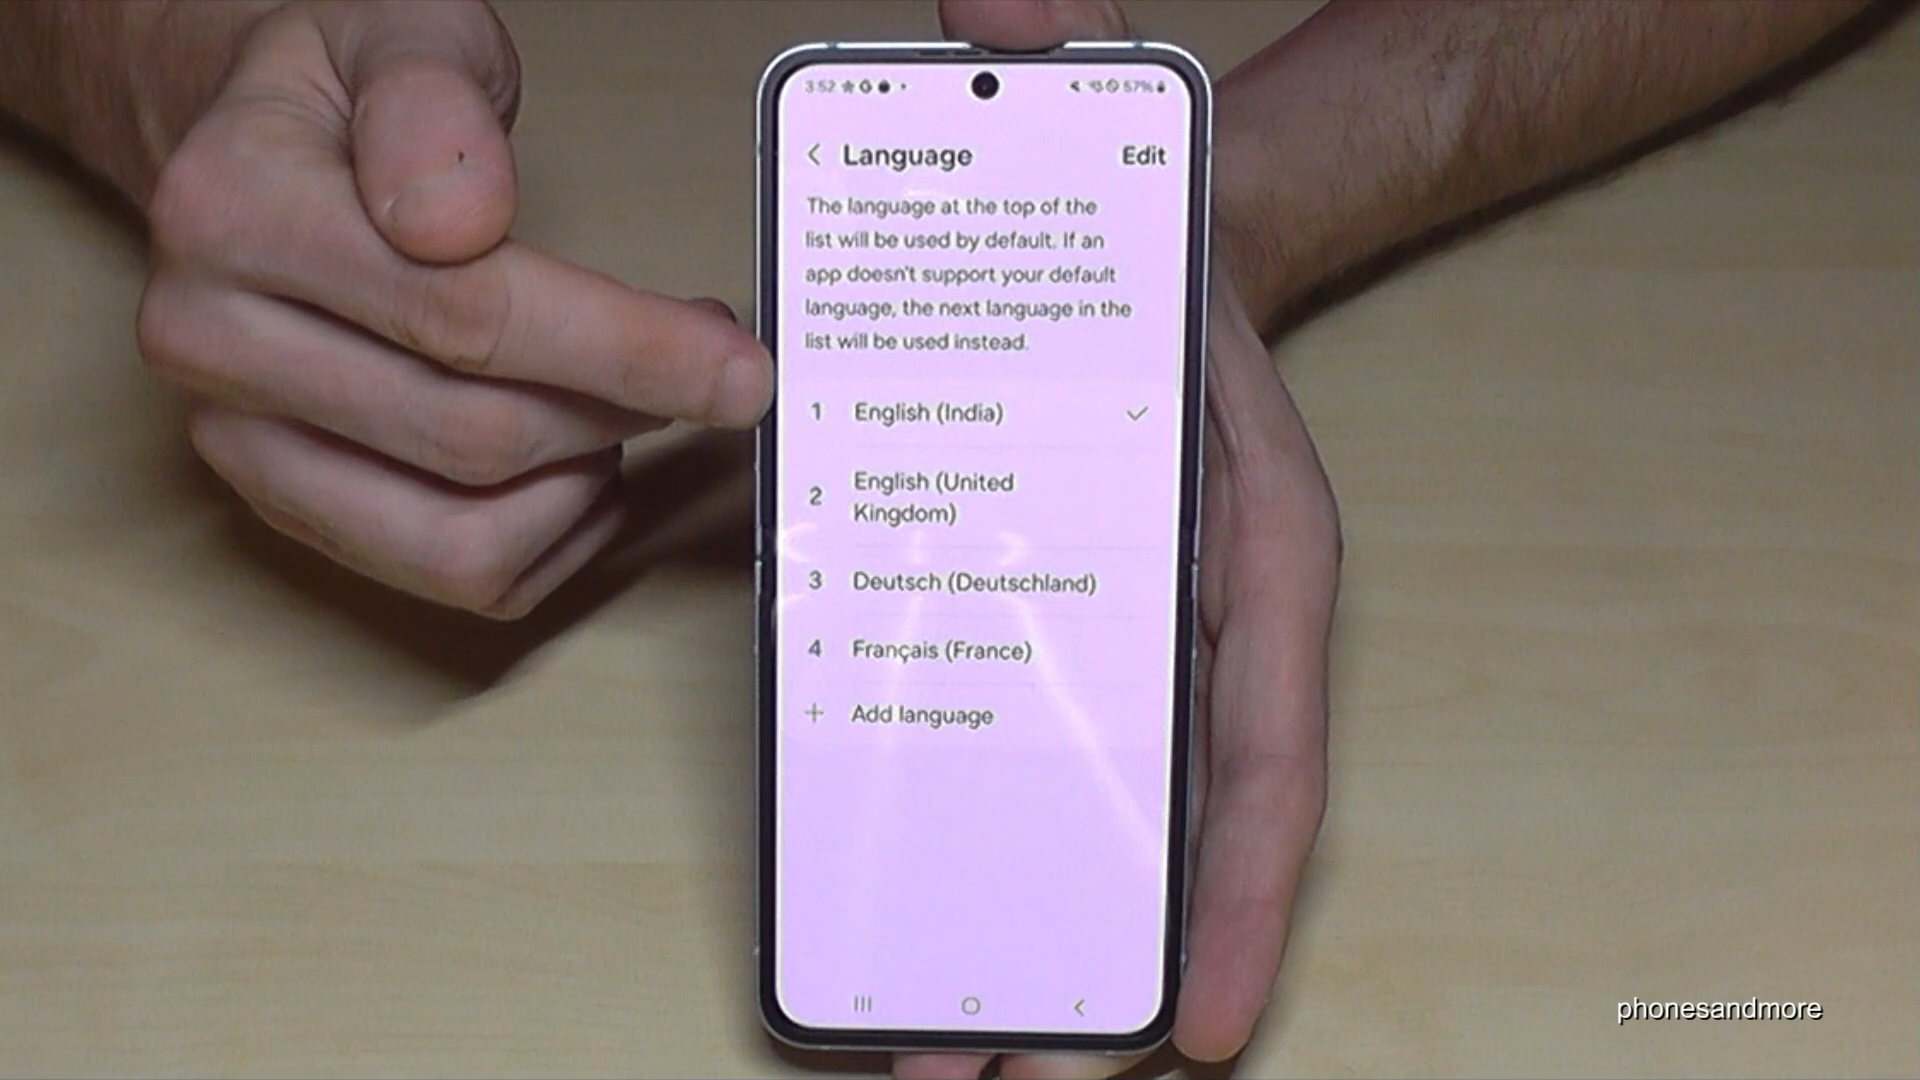 3:52
57%
Language
Edit
The language at the top of the
list will be used by default. If an
app doesn't support your default
language, the next language in the
list will be used instead.
1 English (India)
2 English (United
Kingdom)
3 Deutsch (Deutschland)
4 Français (France)
+ Add language
phonesandmore